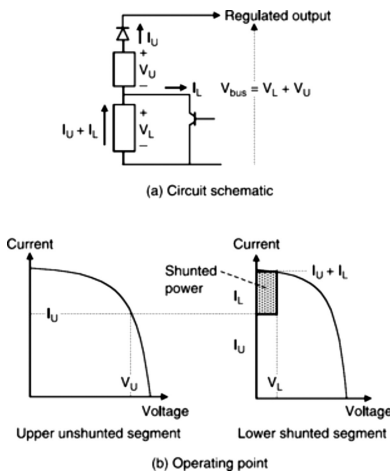 Regulated output
I_U
+
V_U
–
I_L
V_bus = V_L + V_U
I_U + I_L
+
V_L
–
(a) Circuit schematic
Current
Current
Shunted power
I_U + I_L
I_L
I_U
I_U
V_U
V_L
Voltage
Voltage
Upper unshunted segment
Lower shunted segment
(b) Operating point